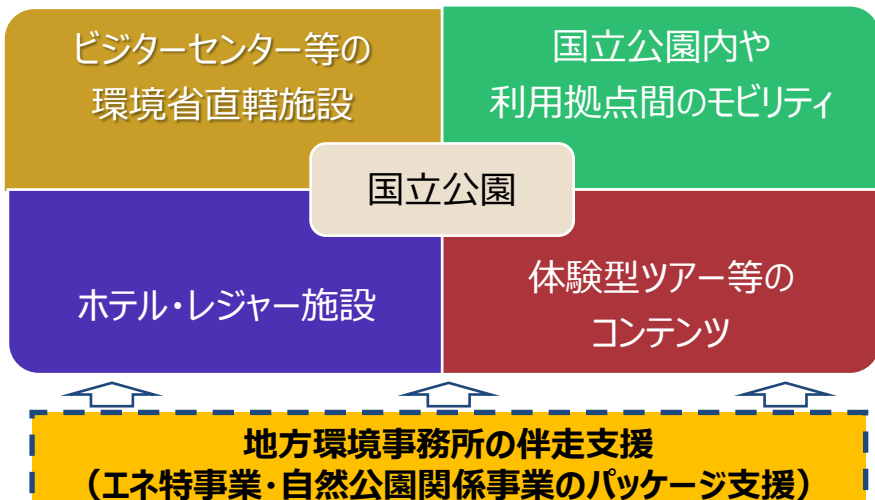 ビジターセンター等の
環境省直轄施設
国立公園内や
利用拠点間のモビリティ
国立公園
ホテル・レジャー施設
体験型ツアー等の
コンテンツ
地方環境事務所の伴走支援
（エネ特事業・自然公園関係事業のパッケージ支援）